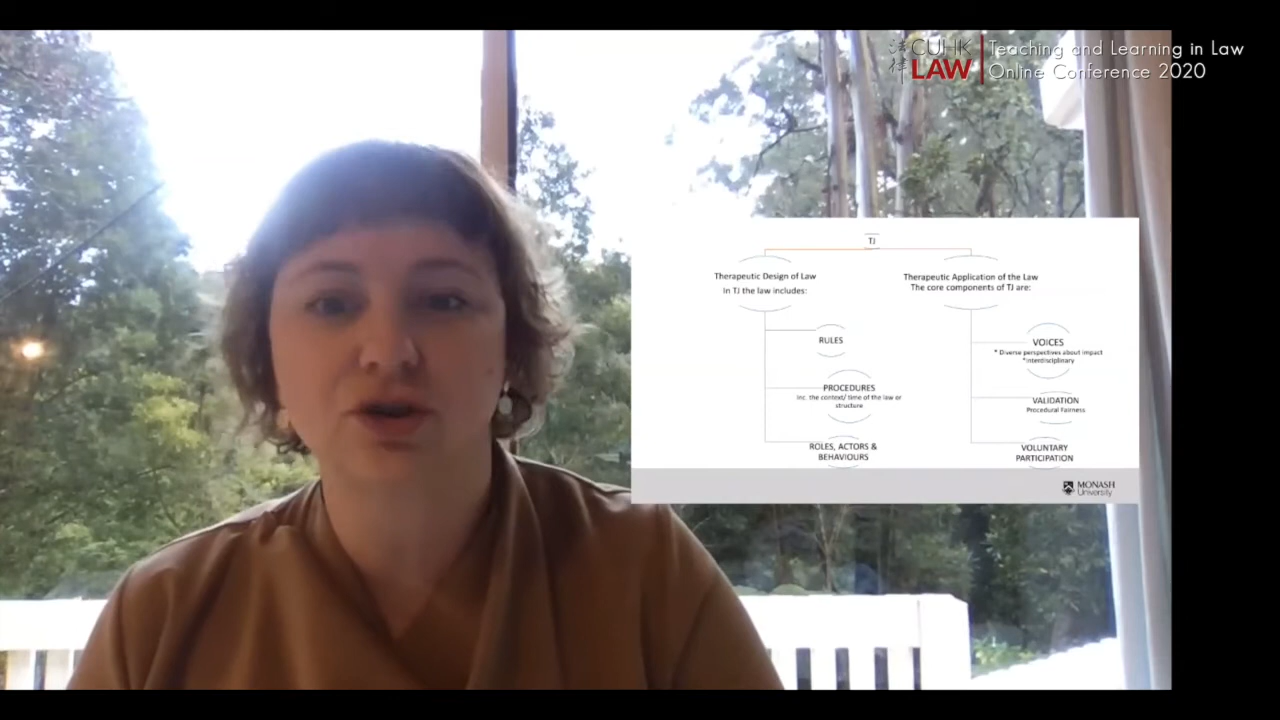 法律
CUHK
LAW
Teaching and Learning in Law
Online Conference 2020
TJ
Therapeutic Design of Law
In TJ the law includes:
RULES
PROCEDURES
inc. the context/ time of the law or
structure
ROLES, ACTORS &
BEHAVIOURS
Therapeutic Application of the Law
The core components of TJ are:
VOICES
* Diverse perspectives about impact
*interdisciplinary
VALIDATION
Procedural Fairness
VOLUNTARY
PARTICIPATION
MONASH
University